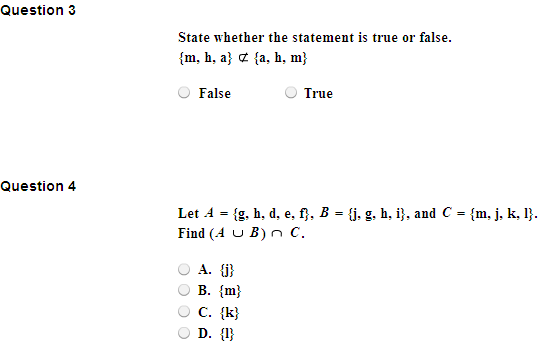 Question 3
State whether the statement is true or false.
{m, h, a} ⊄ {a, h, m}
False True
Question 4
Let A = {g, h, d, e, f}, B = {j, g, h, i}, and C = {m, j, k, l}.
Find (A ∪ B) ∩ C.
A. {j}
B. {m}
C. {k}
D. {l}